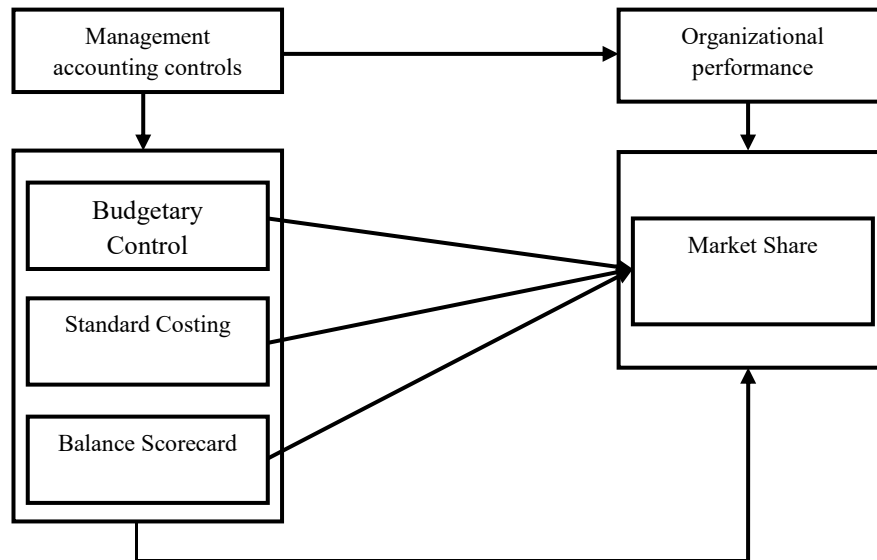 Management
accounting controls
Organizational
performance
Budgetary
Control
Market Share
Standard Costing
Balance Scorecard